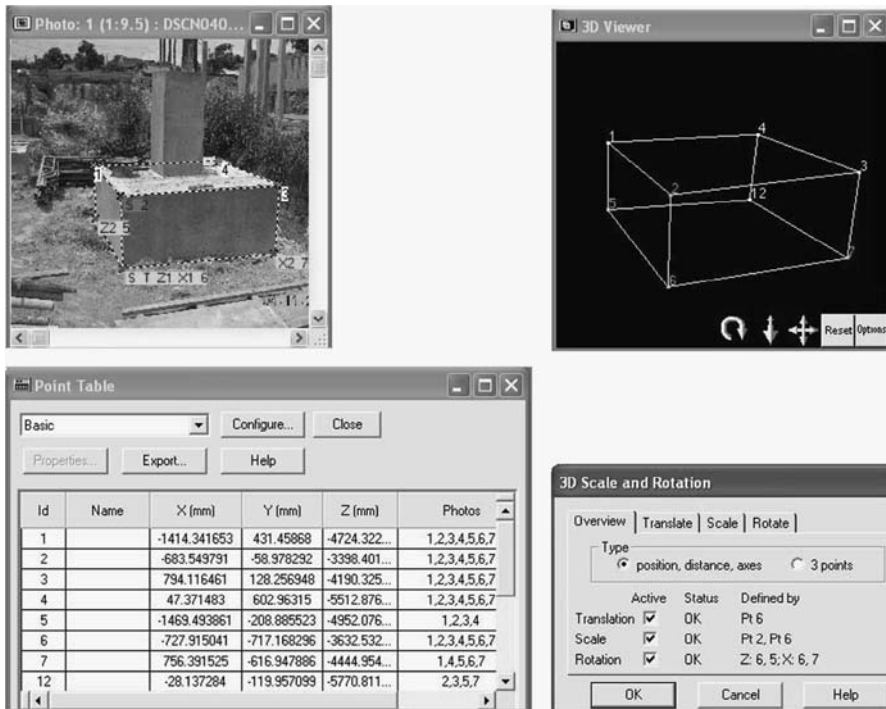 Photo: 1 (1:9.5) : DSCN040...
1
4
3
S 2
Z2 5
X2 7
S T Z1 X1 6
3D Viewer
1
4
3
2
12
5
6
7
Reset Options
Point Table
Basic
Configure...
Close
Properties...
Export...
Help
Id Name X (mm) Y (mm) Z (mm) Photos
1 -1414.341653 431.45868 -4724.322... 1,2,3,4,5,6,7
2 -683.549791 -58.978292 -3398.401... 1,2,3,4,5,6,7
3 794.116461 128.256948 -4190.325... 1,2,3,4,5,6,7
4 47.371483 602.96315 -5512.876... 1,2,3,4,5,6,7
5 -1469.493861 -208.885523 -4952.076... 1,2,3,4
6 -727.915041 -717.168296 -3632.532... 1,2,3,4,5,6,7
7 756.391525 -616.947886 -4444.954... 1,4,5,6,7
12 -28.137284 -119.957099 -5770.811... 2,3,5,7
3D Scale and Rotation
Overview Translate Scale Rotate
Type
position, distance, axes 3 points
Active Status Defined by
Translation OK Pt 6
Scale OK Pt 2, Pt 6
Rotation OK Z: 6, 5; X: 6, 7
OK Cancel Help